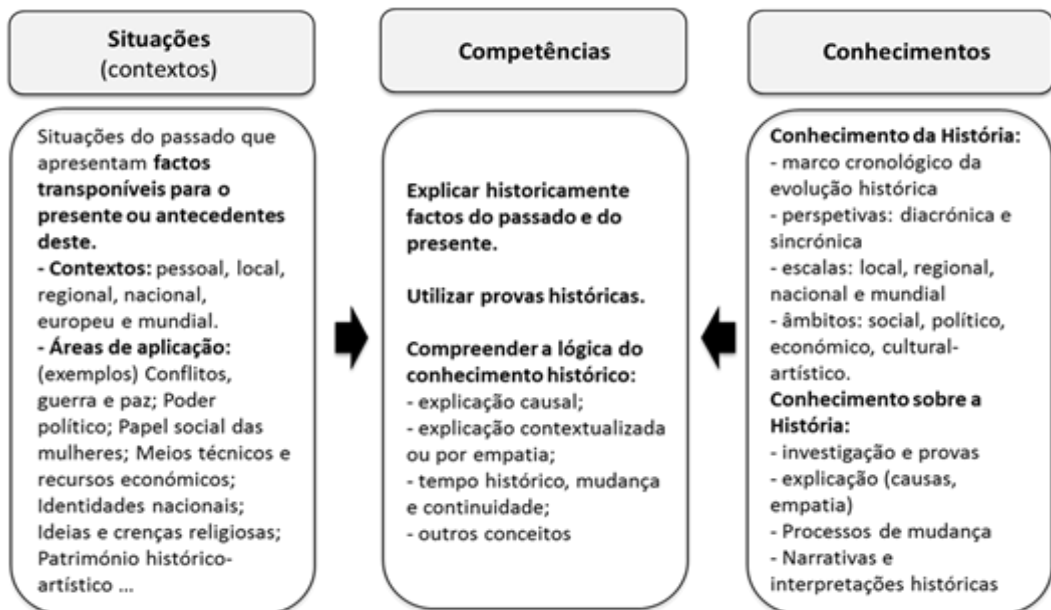 Situações
(contextos)
Situações do passado que
apresentam factos
transponíveis para o
presente ou antecedentes
deste.
- Contextos: pessoal, local,
regional, nacional,
europeu e mundial.
- Áreas de aplicação:
(exemplos) Conflitos,
guerra e paz; Poder
político; Papel social das
mulheres; Meios técnicos e
recursos económicos;
Identidades nacionais;
Ideias e crenças religiosas;
Património histórico-
artístico ...
Competências
Explicar historicamente
factos do passado e do
presente.
Utilizar provas históricas.
Compreender a lógica do
conhecimento histórico:
- explicação causal;
- explicação contextualizada
ou por empatia;
- tempo histórico, mudança
e continuidade;
- outros conceitos
Conhecimentos
Conhecimento da História:
- marco cronológico da
evolução histórica
- perspetivas: diacrónica e
sincrónica
- escalas: local, regional,
nacional e mundial
- âmbitos: social, político,
económico, cultural-
artístico.
Conhecimento sobre a
História:
- investigação e provas
- explicação (causas,
empatia)
- Processos de mudança
- Narrativas e
interpretações históricas